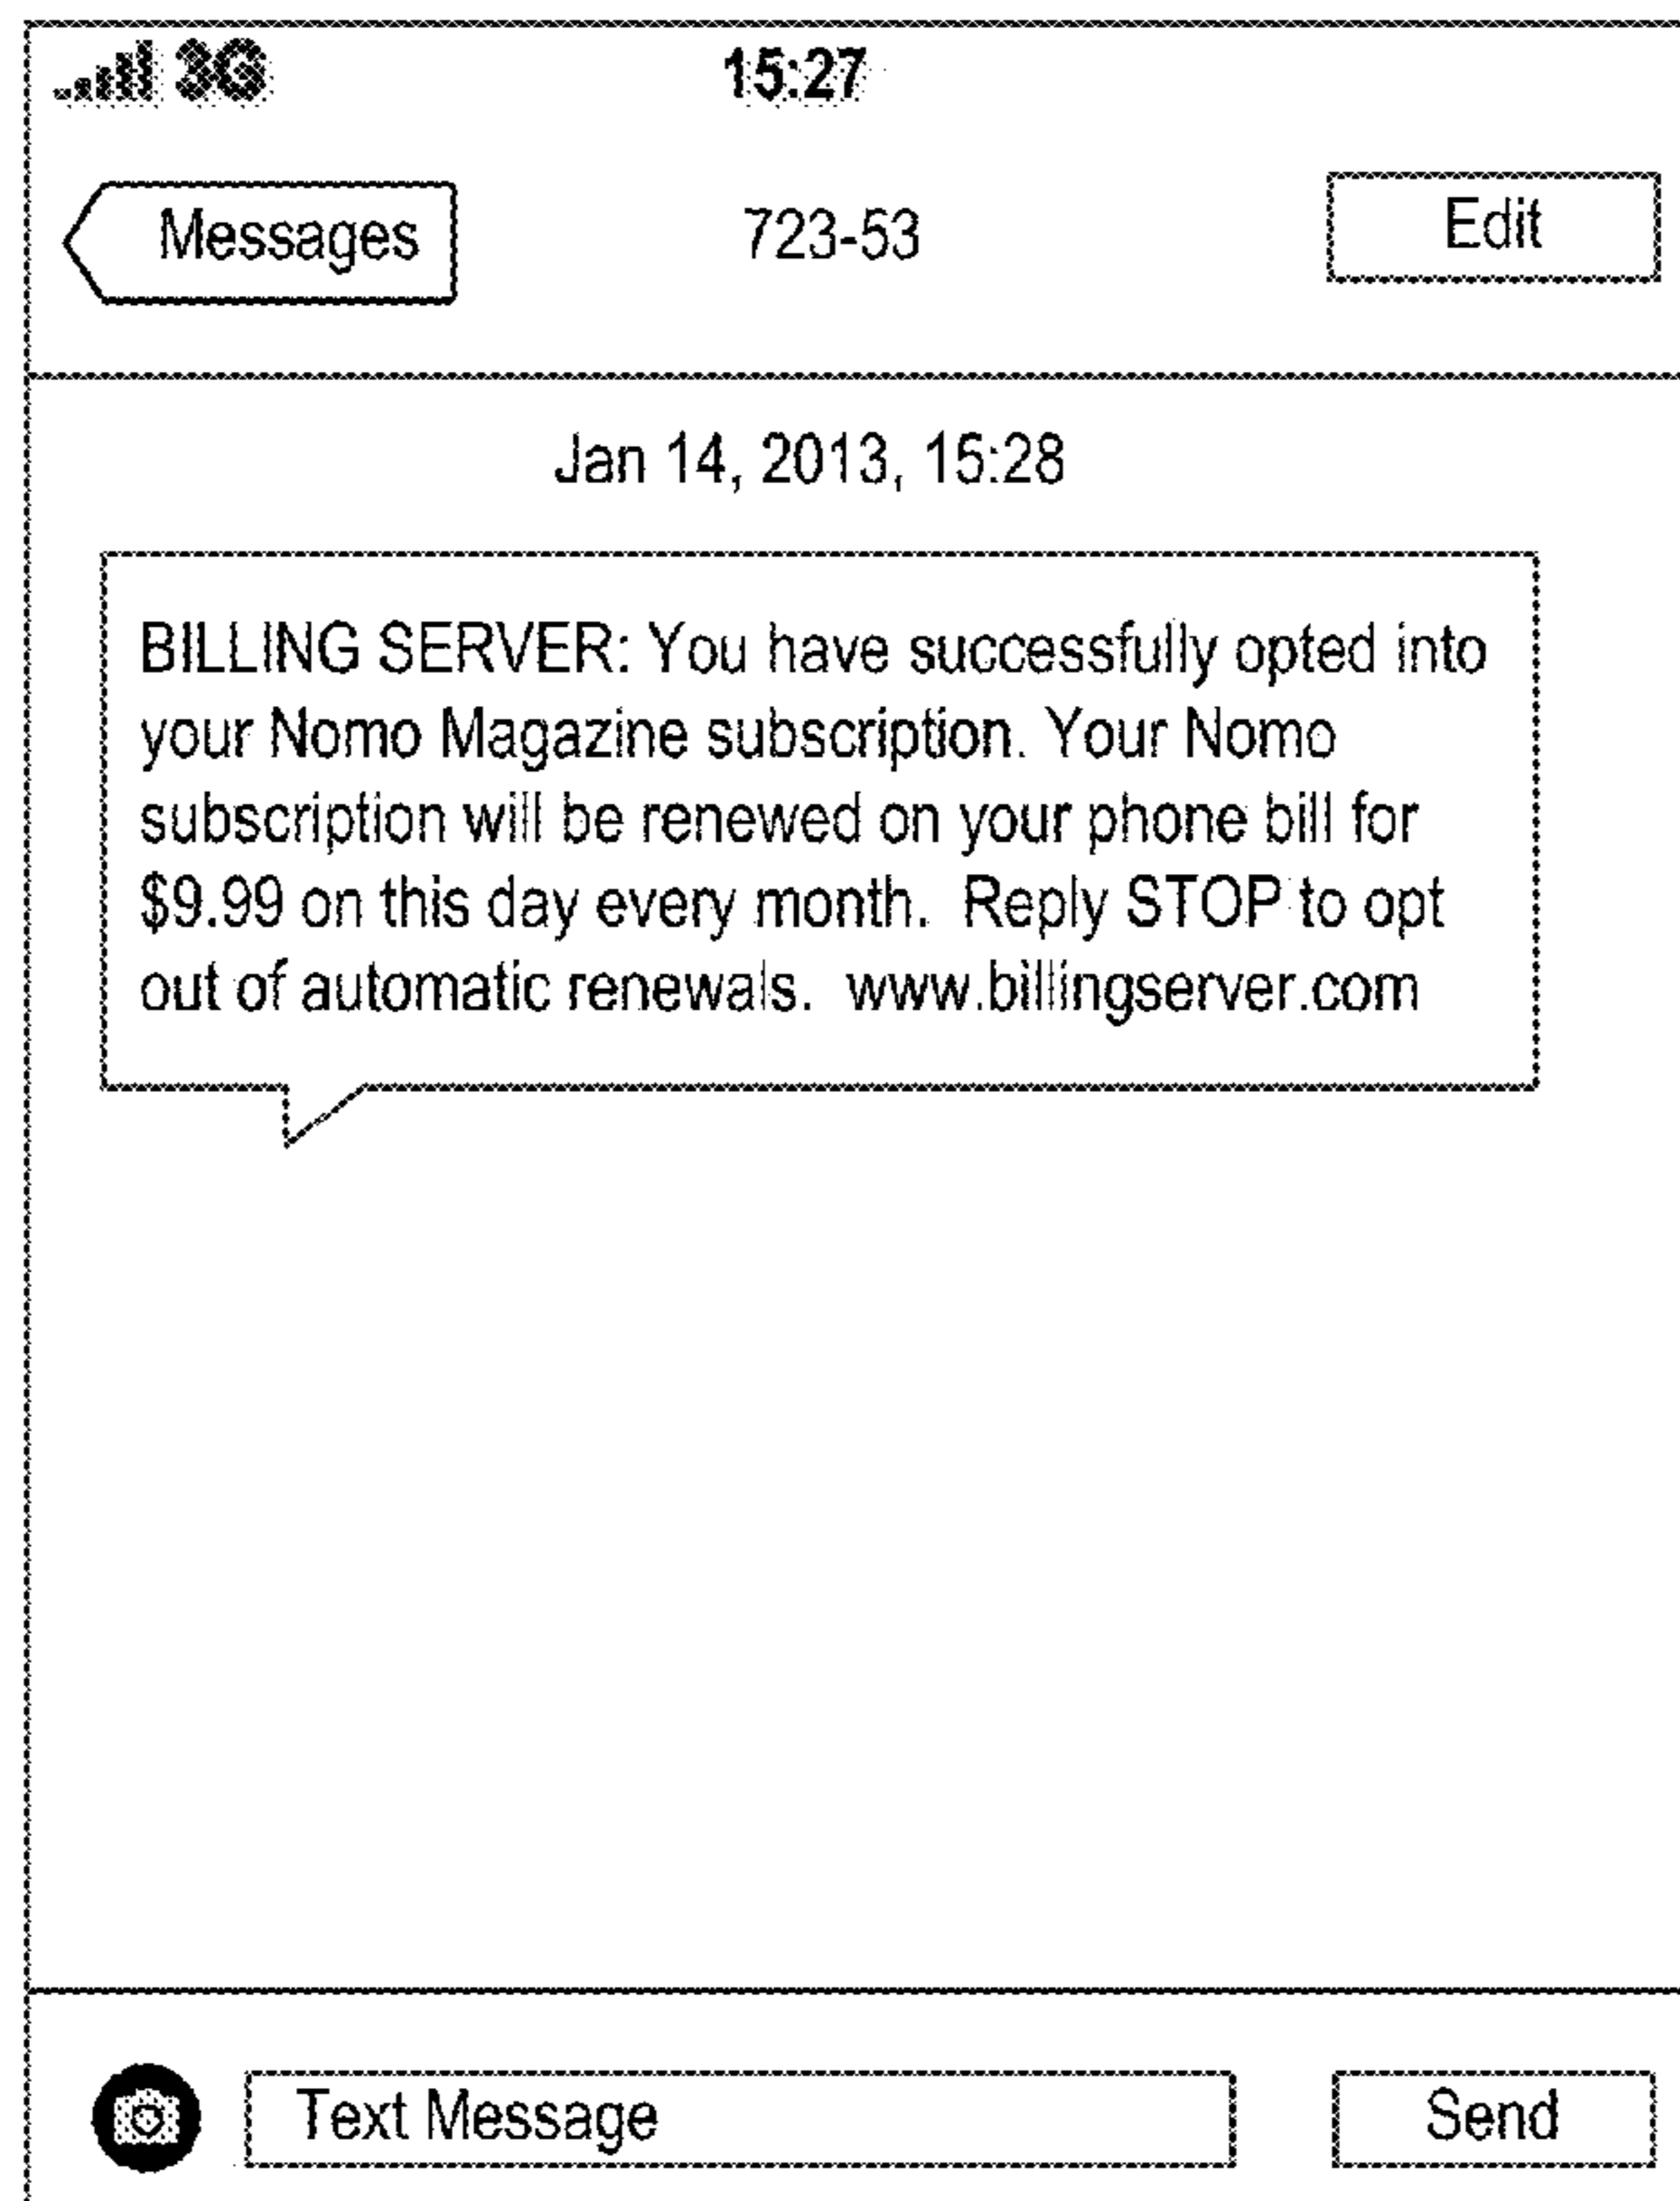 3G 15:27
Messages 723-53 Edit
Jan 14, 2013, 15:28
BILLING SERVER: You have successfully opted into
your Nomo Magazine subscription. Your Nomo
subscription will be renewed on your phone bill for
$9.99 on this day every month. Reply STOP to opt
out of automatic renewals. www.billingserver.com
Text Message Send